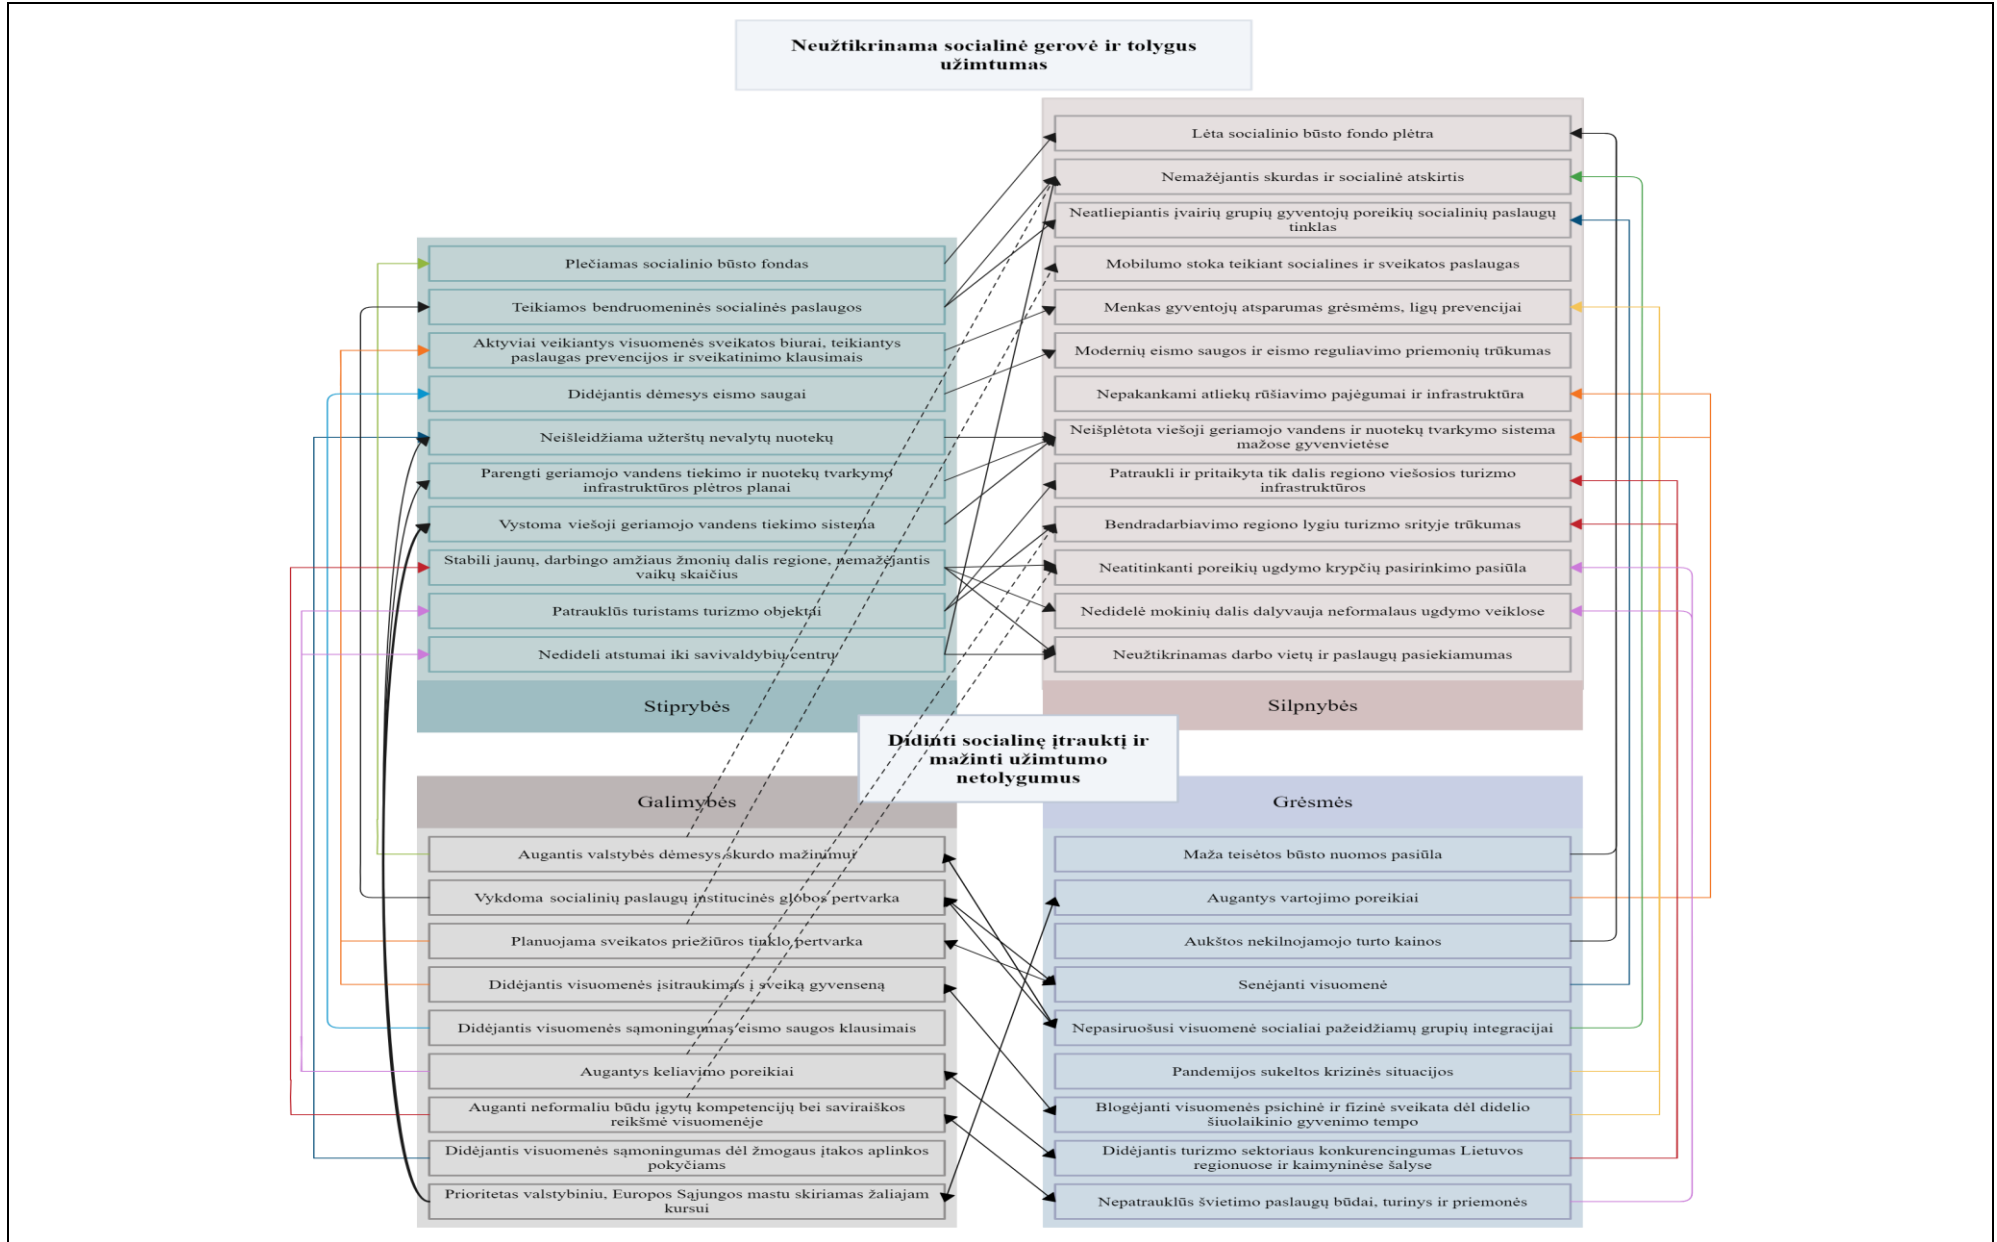 Neužtikrinama socialinė gerovė ir tolygus
užimtumas
Plečiamas socialinio būsto fondas
Teikiamos bendruomeninės socialinės paslaugos
Aktyviai veikiantys visuomenės sveikatos biurai, teikiantys
paslaugas prevencijos ir sveikatinimo klausimais
Didėjantis dėmesys eismo saugai
Neišleidžiama užterštų nevalytų nuotekų
Parengti geriamojo vandens tiekimo ir nuotekų tvarkymo
infrastruktūros plėtros planai
Vystoma viešoji geriamojo vandens tiekimo sistema
Stabili jaunų, darbingo amžiaus žmonių dalis regione, nemažėjantis
vaikų skaičius
Patrauklūs turistams turizmo objektai
Nedideli atstumai iki savivaldybių centrų
Stiprybės
Lėta socialinio būsto fondo plėtra
Nemažėjantis skurdas ir socialinė atskirtis
Neatliepiantis įvairių grupių gyventojų poreikių socialinių paslaugų
tinklas
Mobilumo stoka teikiant socialines ir sveikatos paslaugas
Menkas gyventojų atsparumas grėsmėms, ligų prevencijai
Modernių eismo saugos ir eismo reguliavimo priemonių trūkumas
Nepakankami atliekų rūšiavimo pajėgumai ir infrastruktūra
Neišplėtota viešoji geriamojo vandens ir nuotekų tvarkymo sistema
mažose gyvenvietėse
Patraukli ir pritaikyta tik dalis regiono viešosios turizmo
infrastruktūros
Bendradarbiavimo regiono lygiu turizmo srityje trūkumas
Neatitinkanti poreikių ugdymo krypčių pasirinkimo pasiūla
Nedidelė mokinių dalis dalyvauja neformalaus ugdymo veiklose
Neužtikrinamas darbo vietų ir paslaugų pasiekiamumas
Silpnybės
Didinti socialinę įtrauktį ir
mažinti užimtumo
netolygumus
Galimybės
Augantis valstybės dėmesys skurdo mažinimui
Vykdoma socialinių paslaugų institucinės globos pertvarka
Planuojama sveikatos priežiūros tinklo pertvarka
Didėjantis visuomenės įsitraukimas į sveiką gyvenseną
Didėjantis visuomenės sąmoningumas eismo saugos klausimais
Augantys keliavimo poreikiai
Auganti neformaliu būdu įgytų kompetencijų bei saviraiškos
reikšmė visuomenėje
Didėjantis visuomenės sąmoningumas dėl žmogaus įtakos aplinkos
pokyčiams
Prioritetas valstybiniu, Europos Sąjungos mastu skiriamas žaliajam
kursui
Grėsmės
Maža teisėtos būsto nuomos pasiūla
Augantys vartojimo poreikiai
Aukštos nekilnojamojo turto kainos
Senėjanti visuomenė
Nepasiruošusi visuomenė socialiai pažeidžiamų grupių integracijai
Pandemijos sukeltos krizinės situacijos
Blogėjanti visuomenės psichinė ir fizinė sveikata dėl didelio
šiuolaikinio gyvenimo tempo
Didėjantis turizmo sektoriaus konkurencingumas Lietuvos
regionuose ir kaimyninėse šalyse
Nepatrauklūs švietimo paslaugų būdai, turinys ir priemonės